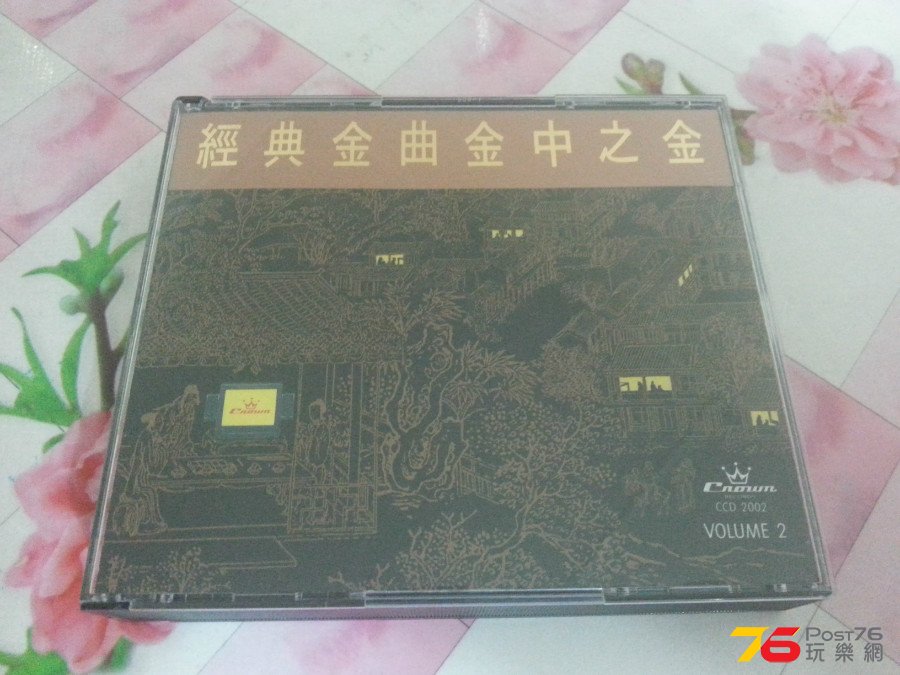 經典金曲金中之金
Crown
Crown
CCD 2002
VOLUME 2
76 Post76
玩樂網